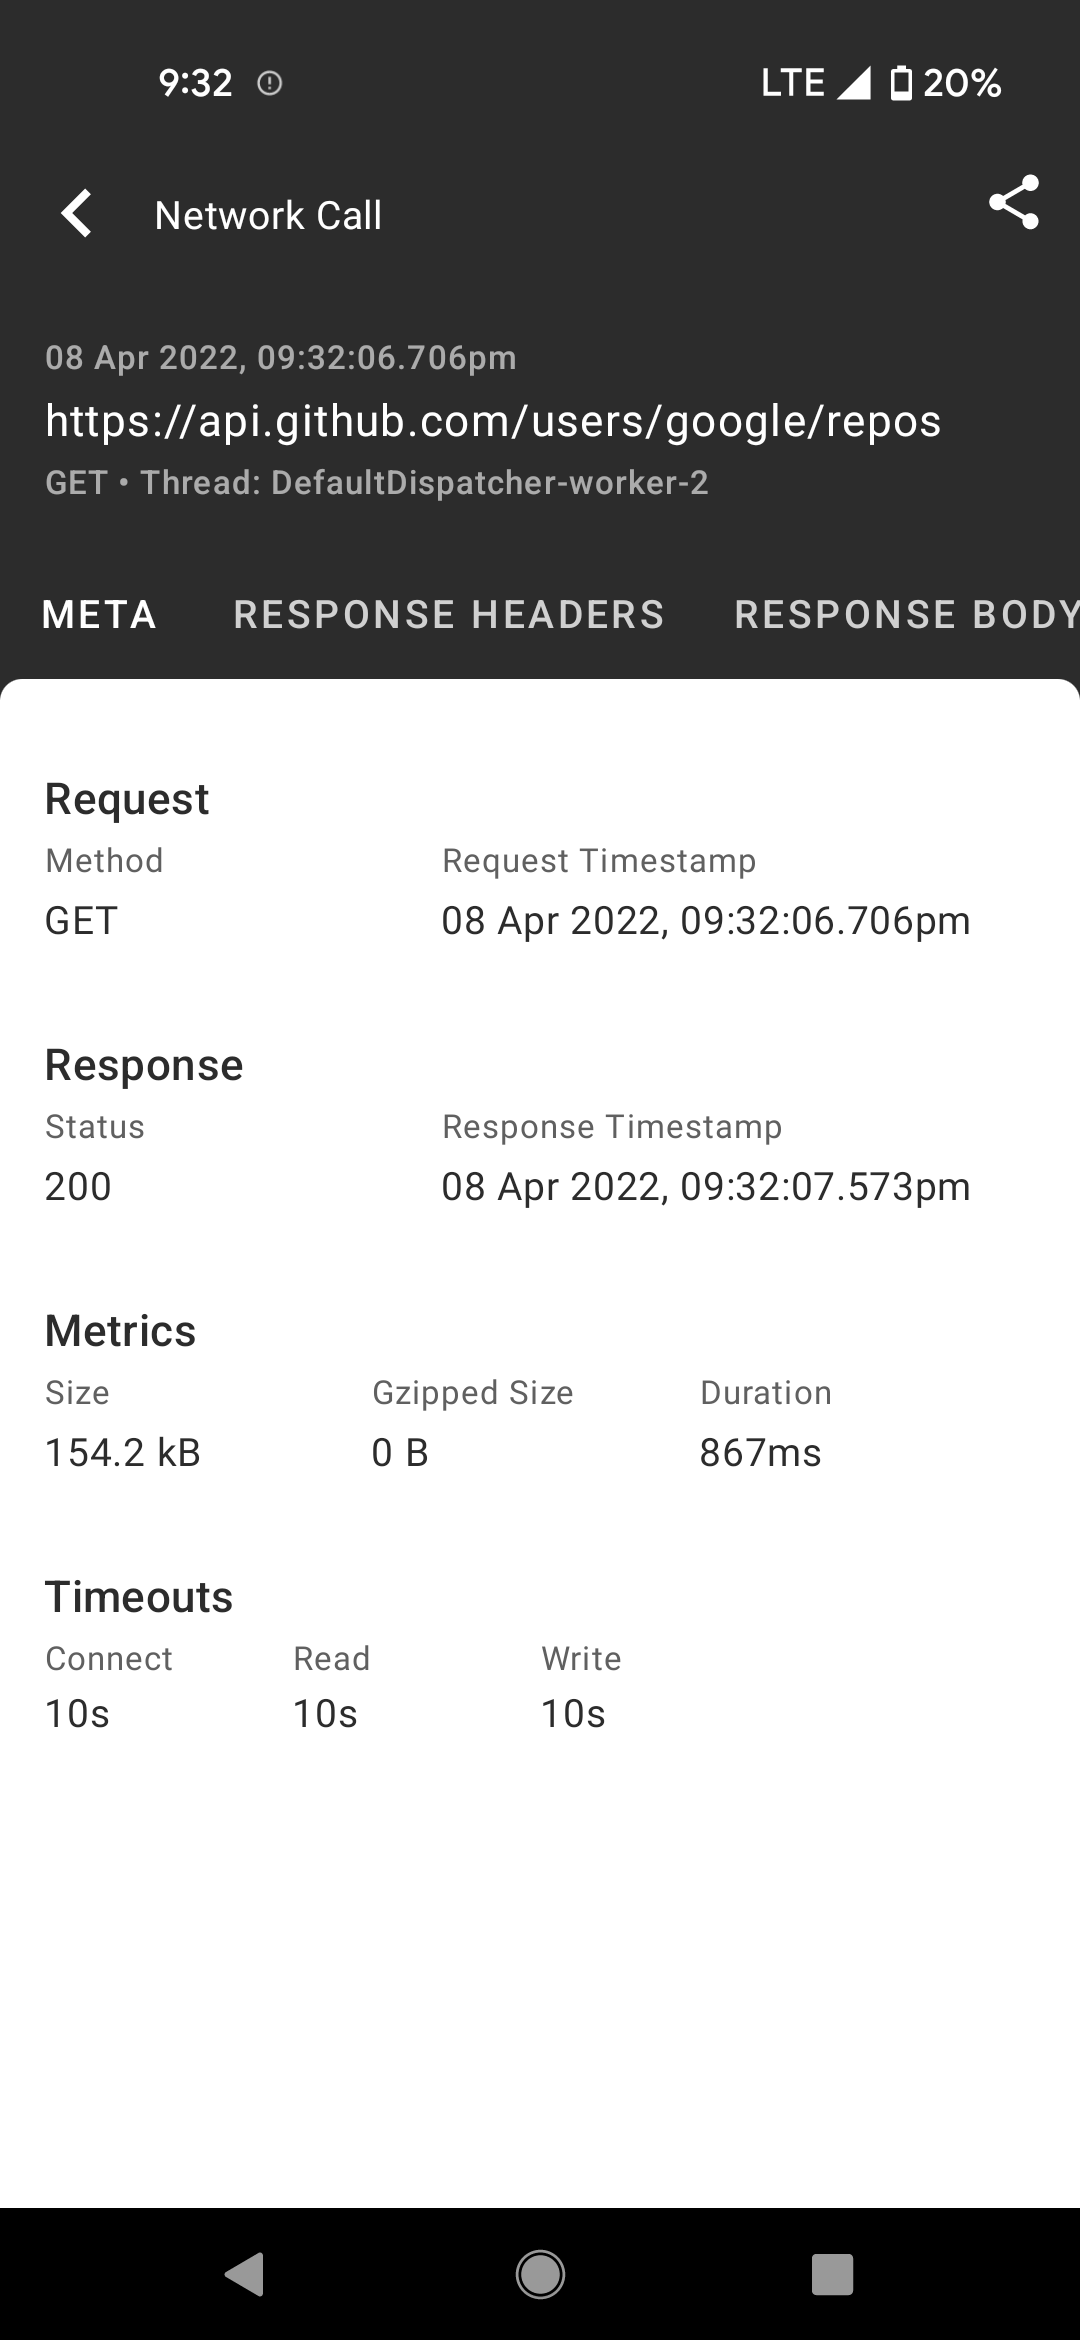 9:32 LTE 20%
Network Call
08 Apr 2022, 09:32:06.706pm
https://api.github.com/users/google/repos
GET • Thread: DefaultDispatcher-worker-2
META RESPONSE HEADERS RESPONSE BODY
Request
Method Request Timestamp
GET 08 Apr 2022, 09:32:06.706pm
Response
Status Response Timestamp
200 08 Apr 2022, 09:32:07.573pm
Metrics
Size Gzipped Size Duration
154.2 kB 0 B 867ms
Timeouts
Connect Read Write
10s 10s 10s